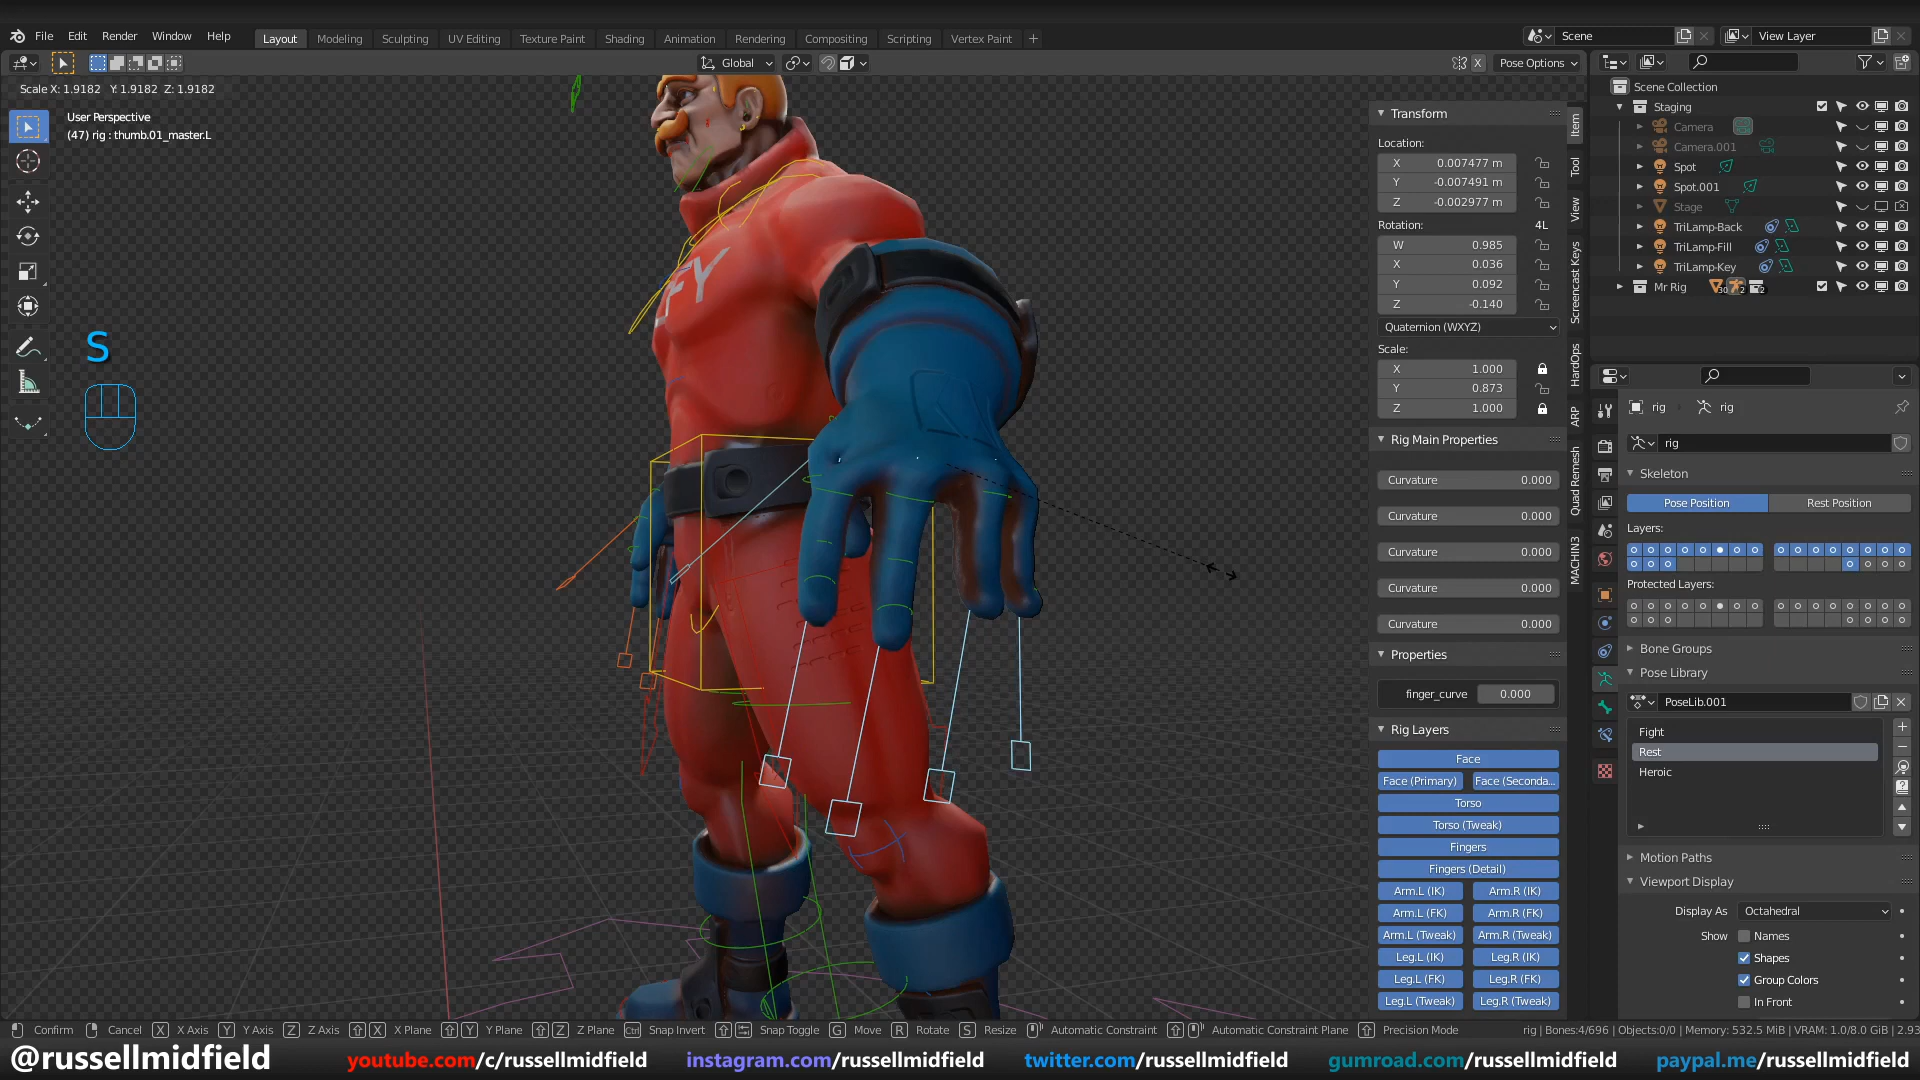 File Edit Render Window Help Layout Modeling Sculpting UV Editing Texture Paint Shading Animation Rendering Compositing Scripting Vertex Paint + Scene View Layer
Global X Pose Options
Scale X: 1.9182 Y: 1.9182 Z: 1.9182
User Perspective
(47) rig : thumb.01_master.L
S
FY
Transform
Location:
X 0.007477 m
Y -0.007491 m
Z -0.002977 m
Rotation: 4L
W 0.985
X 0.036
Y 0.092
Z -0.140
Quaternion (WXYZ)
Scale:
X 1.000
Y 0.873
Z 1.000
Rig Main Properties
Curvature 0.000
Curvature 0.000
Curvature 0.000
Curvature 0.000
Curvature 0.000
Properties
finger_curve 0.000
Rig Layers
Face
Face (Primary) Face (Seconda...
Torso
Torso (Tweak)
Fingers
Fingers (Detail)
Arm.L (IK) Arm.R (IK)
Arm.L (FK) Arm.R (FK)
Arm.L (Tweak) Arm.R (Tweak)
Leg.L (IK) Leg.R (IK)
Leg.L (FK) Leg.R (FK)
Leg.L (Tweak) Leg.R (Tweak)
Item
Tool
View
Screencast Keys
HardOps
ARP
Quad Remesh
MACHIN3
Scene Collection
Staging
Camera
Camera.001
Spot
Spot.001
Stage
TriLamp-Back
TriLamp-Fill
TriLamp-Key
Mr Rig 30 2 2
rig rig
rig
Skeleton
Pose Position Rest Position
Layers:
Protected Layers:
Bone Groups
Pose Library
PoseLib.001
Fight
Rest
Heroic
Motion Paths
Viewport Display
Display As Octahedral
Show Names
Shapes
Group Colors
In Front
Confirm Cancel X X Axis Y Y Axis Z Z Axis X X Plane Y Y Plane Z Z Plane Ctrl Snap Invert Snap Toggle G Move R Rotate S Resize Automatic Constraint Automatic Constraint Plane Precision Mode rig | Bones:4/696 | Objects:0/0 | Memory: 532.5 MiB | VRAM: 1.0/8.0 GiB | 2.93
@russellmidfield youtube.com/c/russellmidfield instagram.com/russellmidfield twitter.com/russellmidfield gumroad.com/russellmidfield paypal.me/russellmidfield